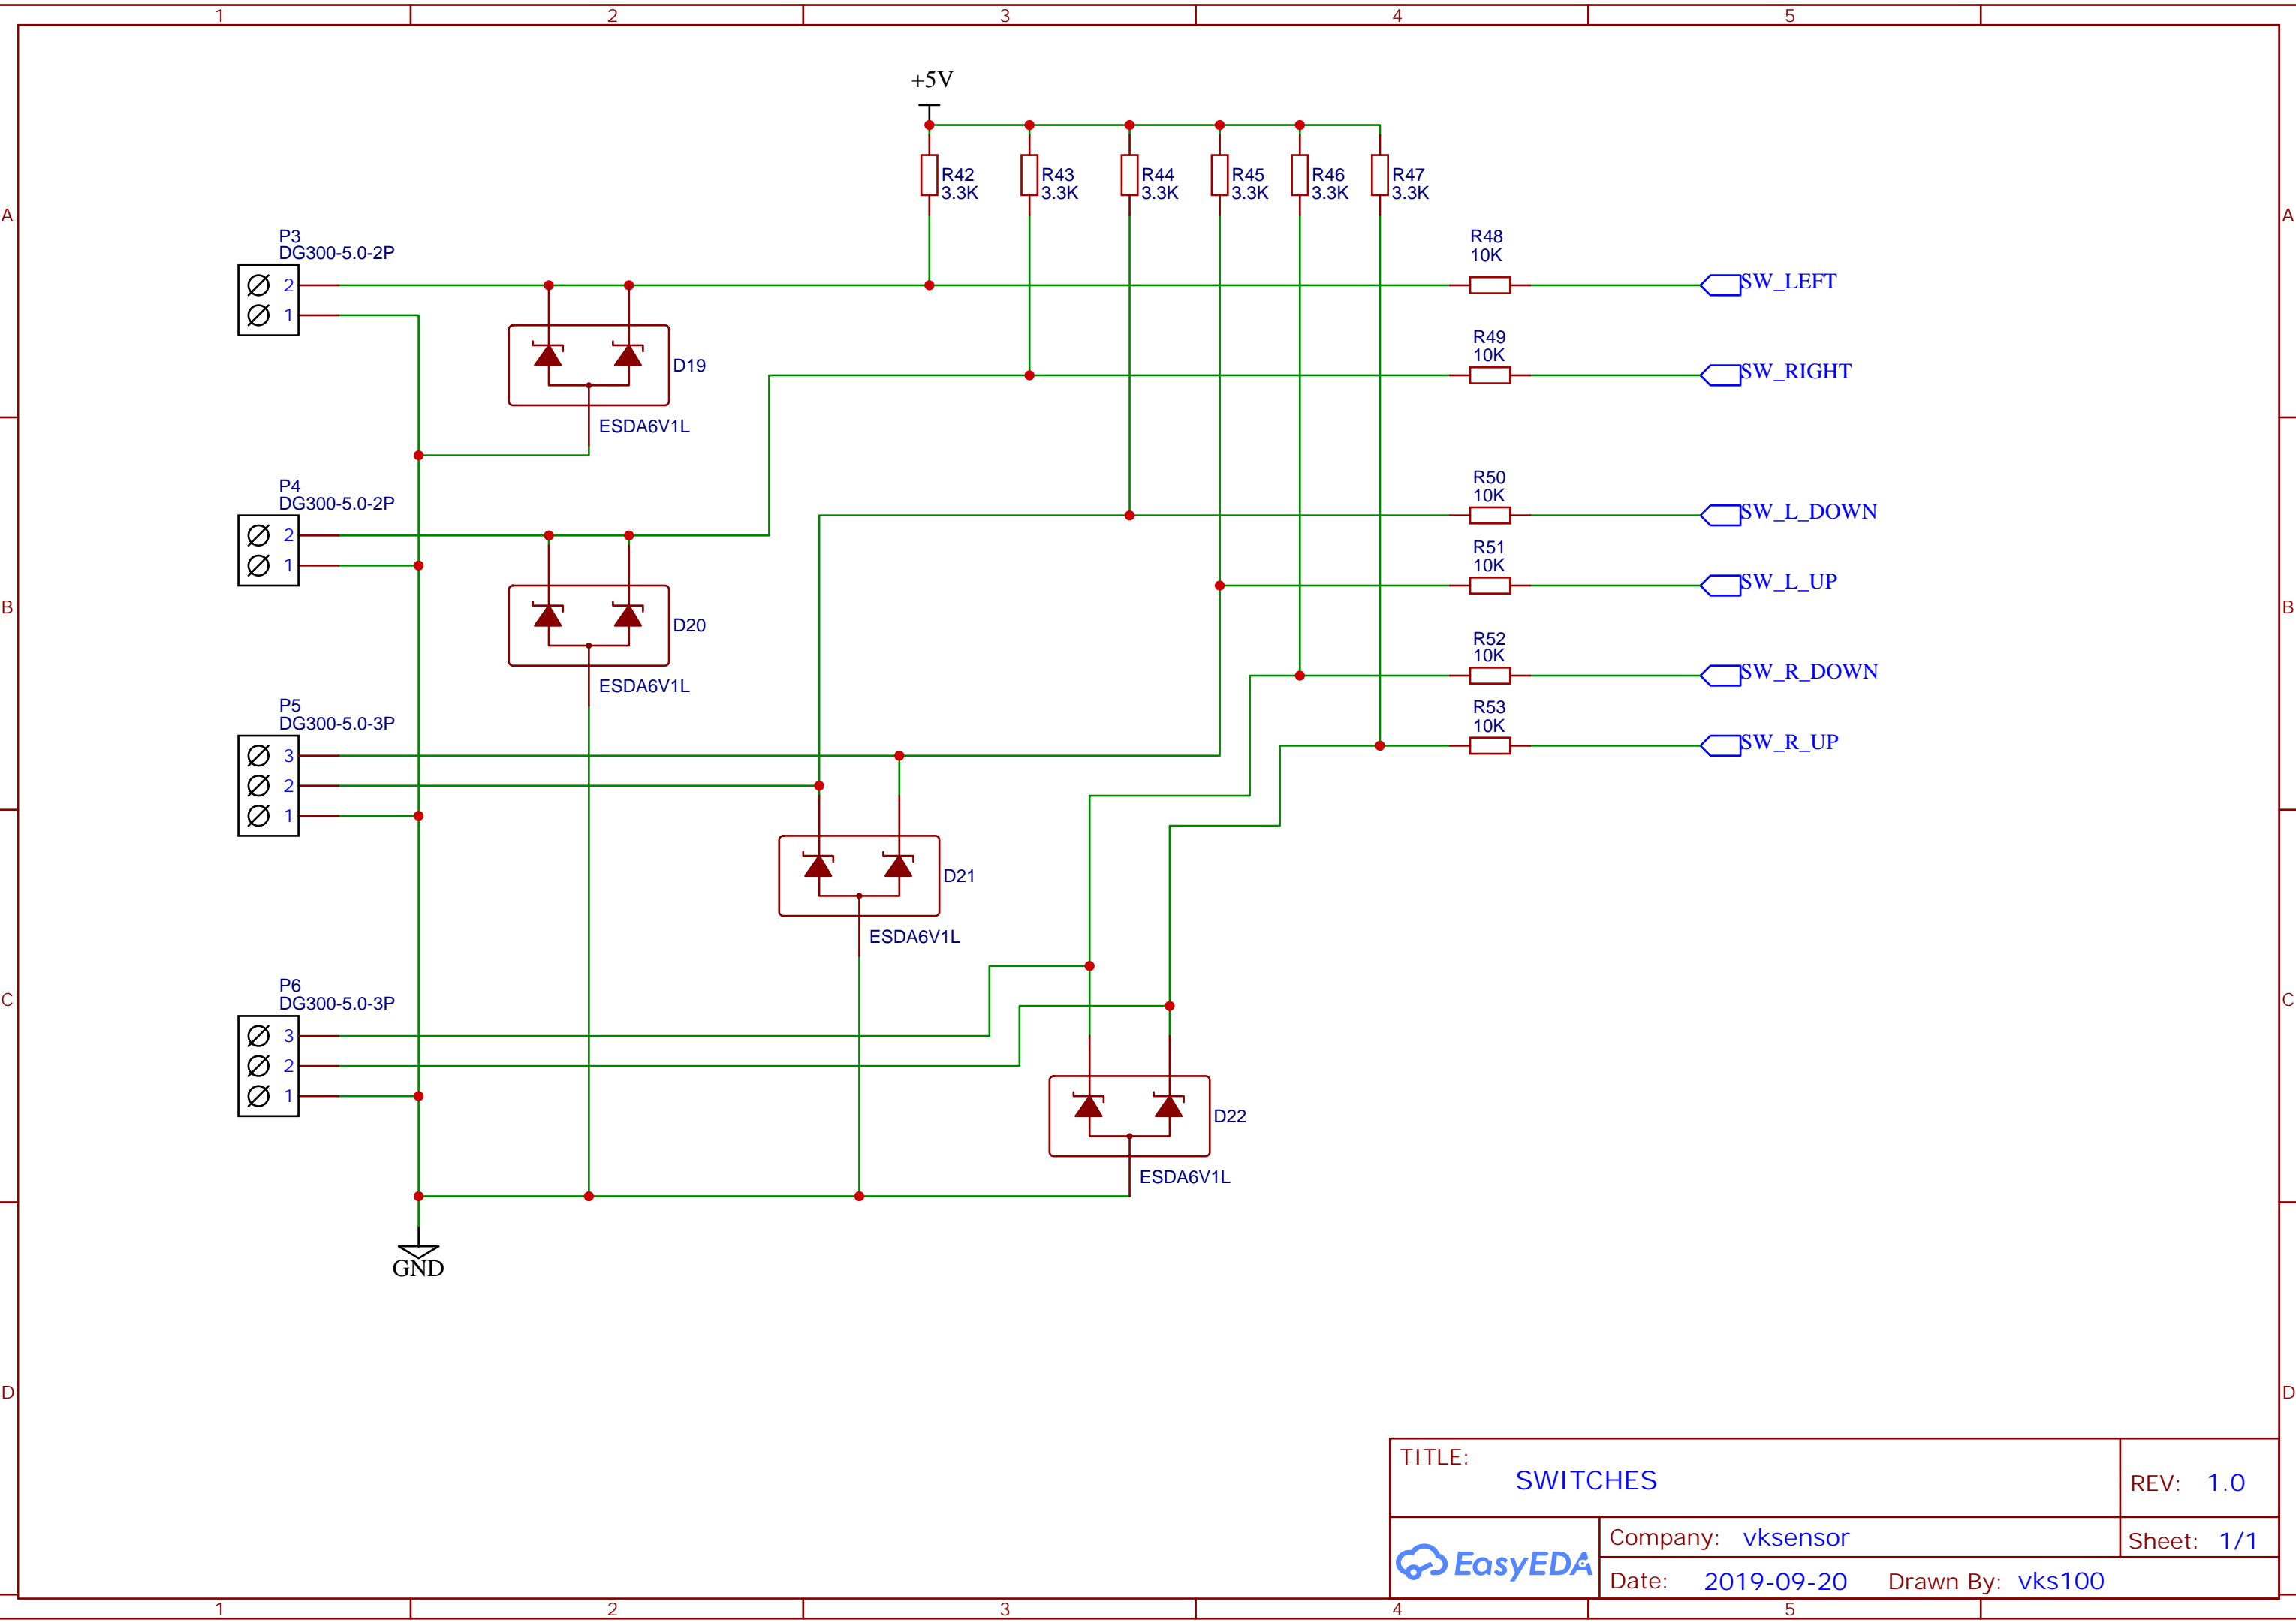 1 2 3 4 5
+5V
R42
3.3K
R43
3.3K
R44
3.3K
R45
3.3K
R46
3.3K
R47
3.3K
A
A
P3
DG300-5.0-2P
2
1
D19
ESDA6V1L
R48
10K
SW_LEFT
R49
10K
SW_RIGHT
P4
DG300-5.0-2P
2
1
D20
ESDA6V1L
R50
10K
SW_L_DOWN
R51
10K
SW_L_UP
B
B
R52
10K
SW_R_DOWN
R53
10K
SW_R_UP
P5
DG300-5.0-3P
3
2
1
D21
ESDA6V1L
C
C
P6
DG300-5.0-3P
3
2
1
D22
ESDA6V1L
GND
D
D
TITLE:
SWITCHES
REV: 1.0
EasyEDA
Company: vksensor
Sheet: 1/1
Date: 2019-09-20 Drawn By: vks100
1 2 3 4 5